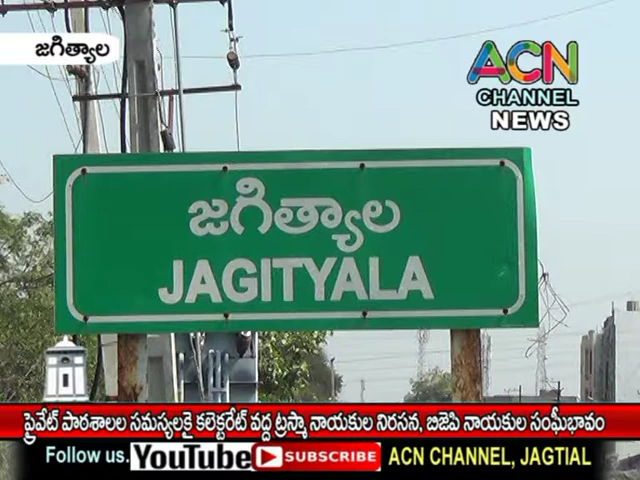 జగిత్యాల
ACN
CHANNEL
NEWS
జగిత్యాల
JAGITYALA
ప్రైవేట్ పాఠశాలల సమస్యలకై కలెక్టరేట్ వద్ద ట్రస్మా నాయకుల నిరసన, బిజెపి నాయకుల సంఘీభావం
Follow us. YouTube SUBSCRIBE ACN CHANNEL, JAGTIAL